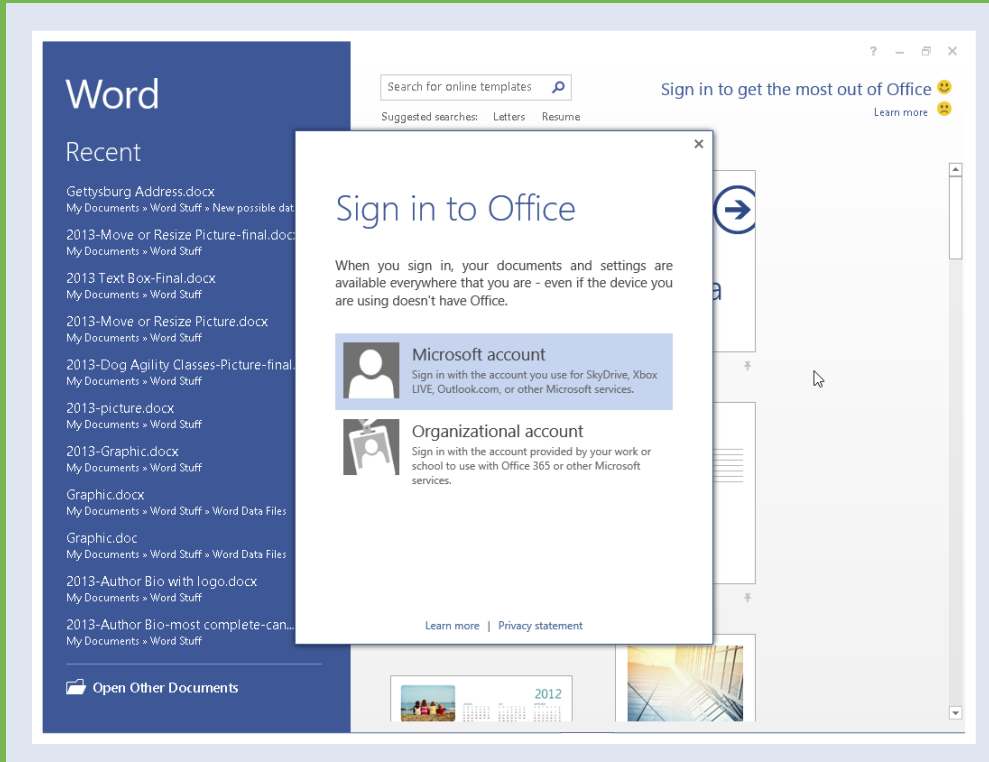 Word
Recent
Gettysburg Address.docx
My Documents » Word Stuff » New possible dat
2013-Move or Resize Picture-final.doc
My Documents » Word Stuff
2013 Text Box-Final.docx
My Documents » Word Stuff
2013-Move or Resize Picture.docx
My Documents » Word Stuff
2013-Dog Agility Classes-Picture-final.
My Documents » Word Stuff
2013-picture.docx
My Documents » Word Stuff
2013-Graphic.docx
My Documents » Word Stuff
Graphic.docx
My Documents » Word Stuff » Word Data Files
Graphic.doc
My Documents » Word Stuff » Word Data Files
2013-Author Bio with logo.docx
My Documents » Word Stuff
2013-Author Bio-most complete-can...
My Documents » Word Stuff
Open Other Documents
Search for online templates
Suggested searches: Letters Resume
Sign in to get the most out of Office
Learn more
Sign in to Office
When you sign in, your documents and settings are
available everywhere that you are - even if the device you
are using doesn't have Office.
Microsoft account
Sign in with the account you use for SkyDrive, Xbox
LIVE, Outlook.com, or other Microsoft services.
Organizational account
Sign in with the account provided by your work or
school to use with Office 365 or other Microsoft
services.
Learn more | Privacy statement
a
2012